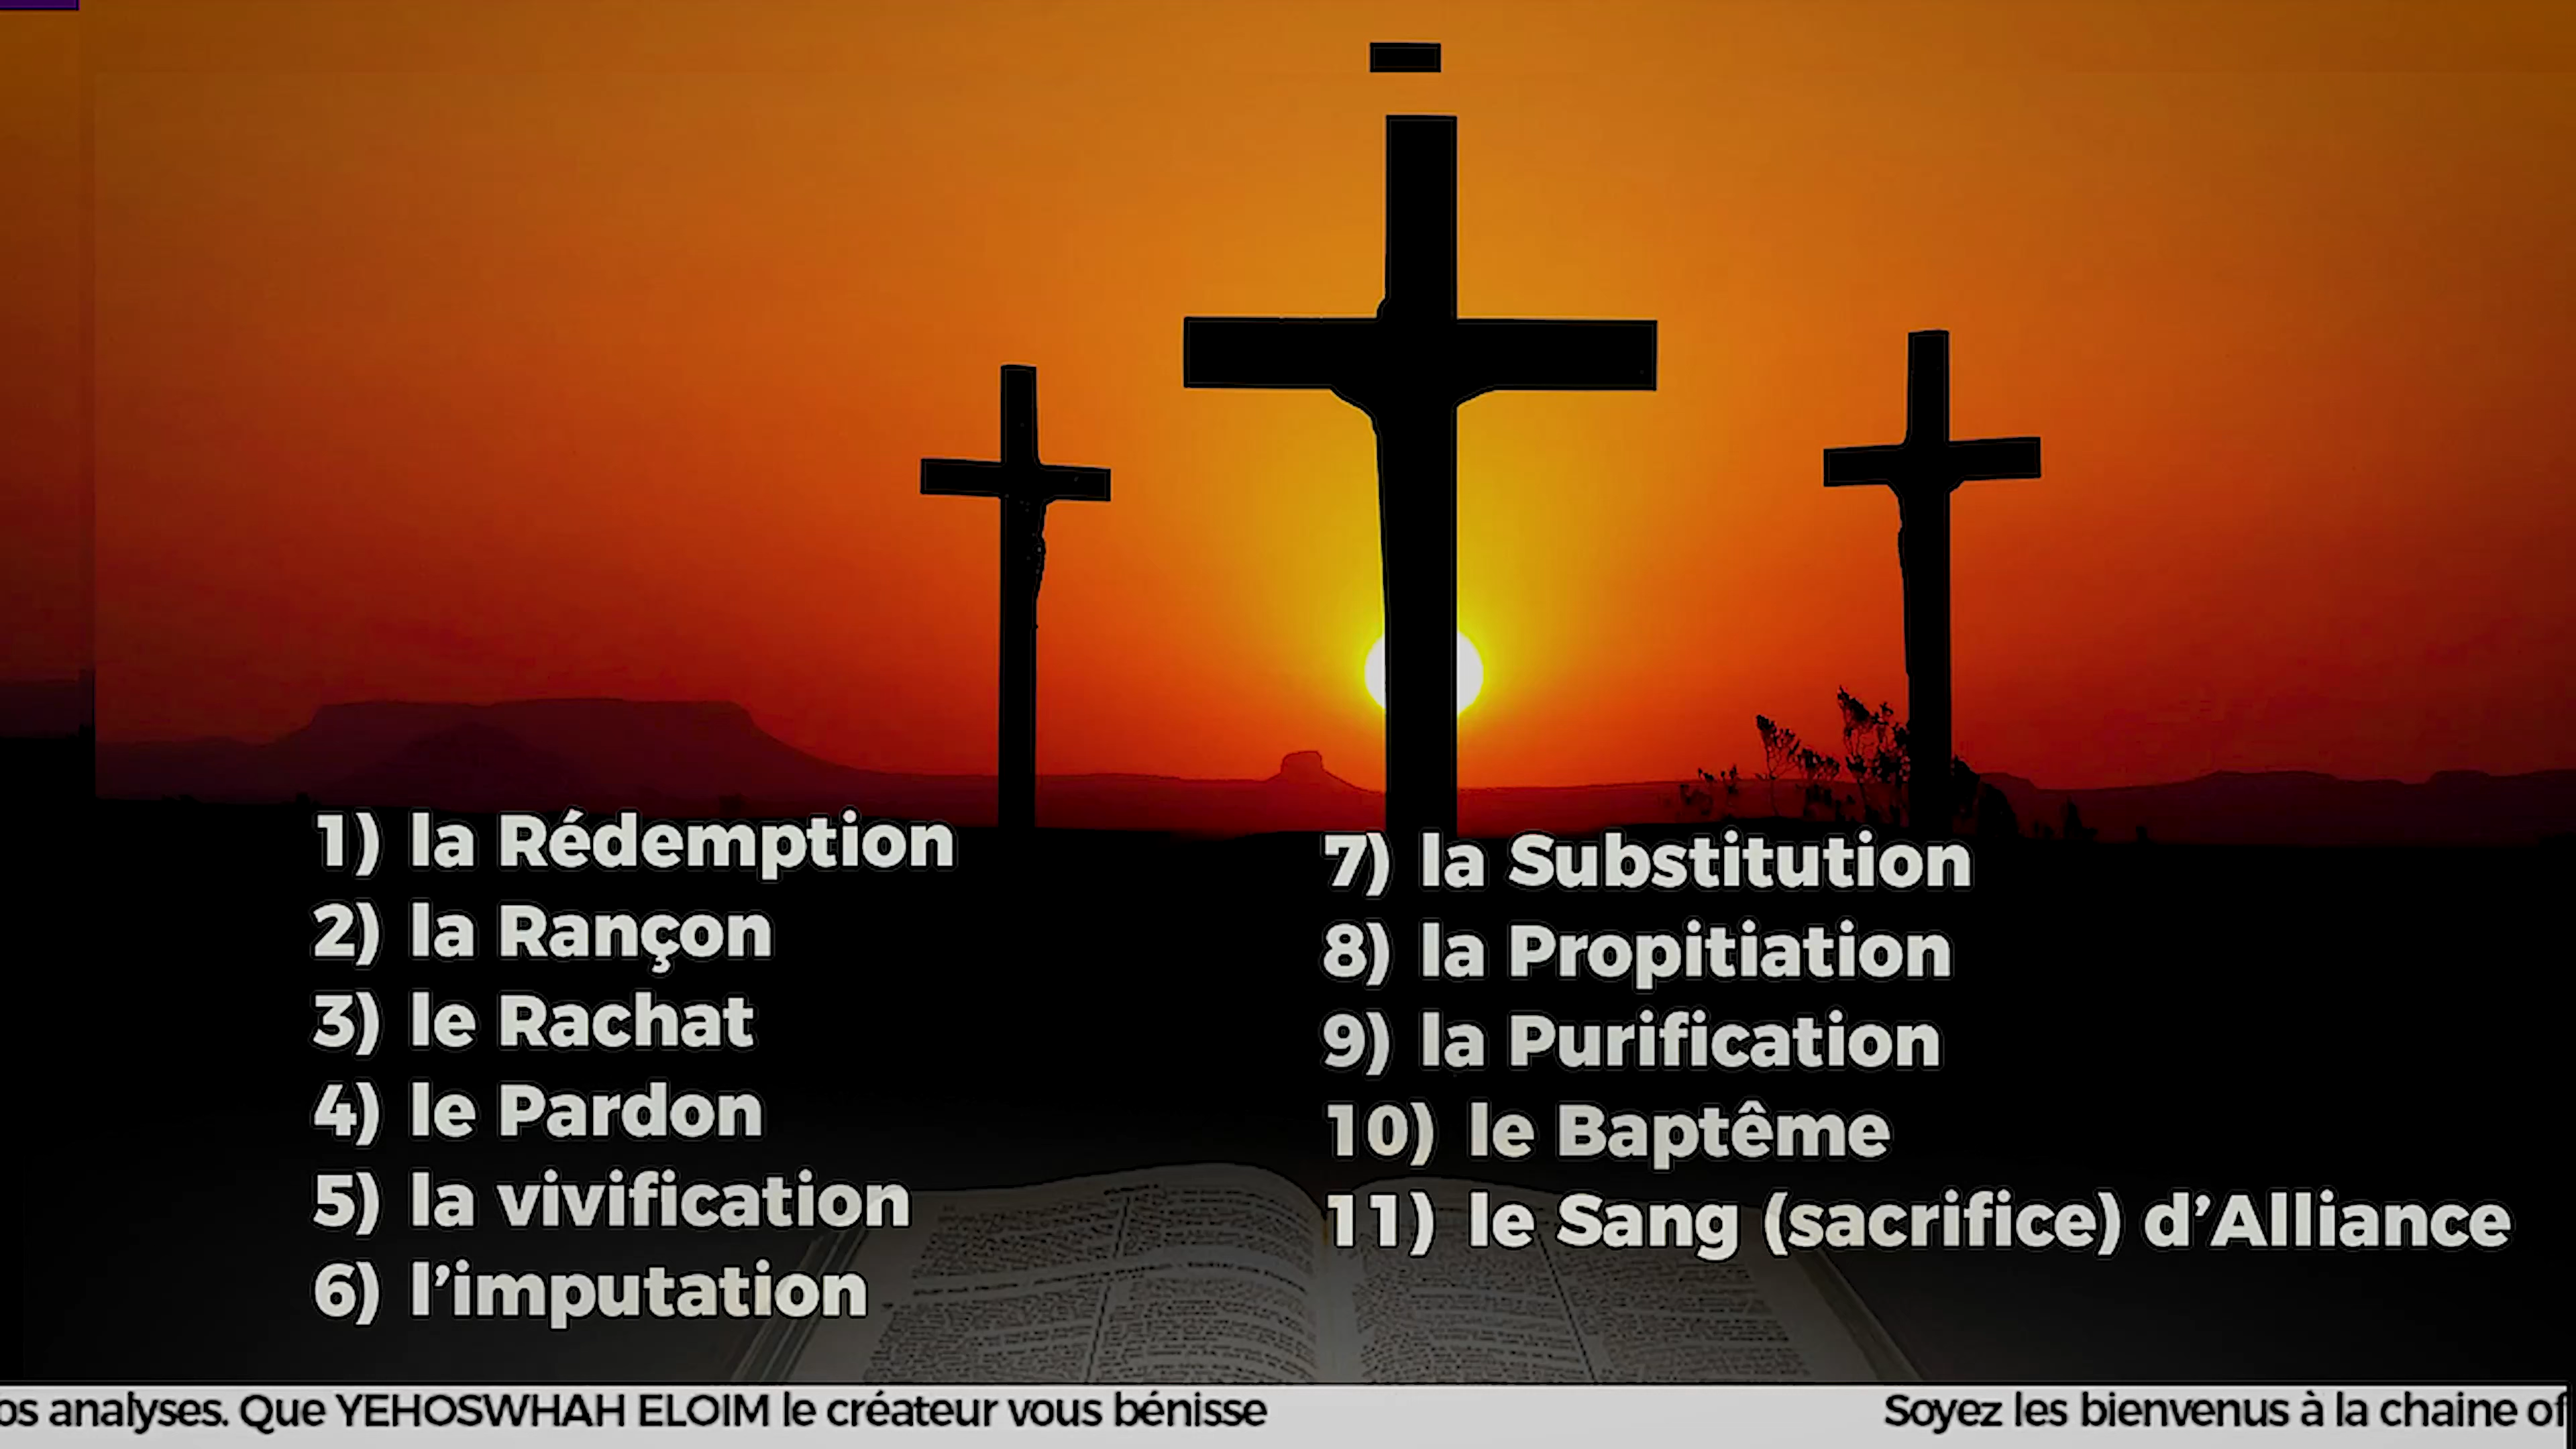 1) la Rédemption
2) la Rançon
3) le Rachat
4) le Pardon
5) la vivification
6) l’imputation
7) la Substitution
8) la Propitiation
9) la Purification
10) le Baptême
11) le Sang (sacrifice) d’Alliance
analyses. Que YEHOSWHAH ELOIM le créateur vous bénisse
Soyez les bienvenus à la chaine